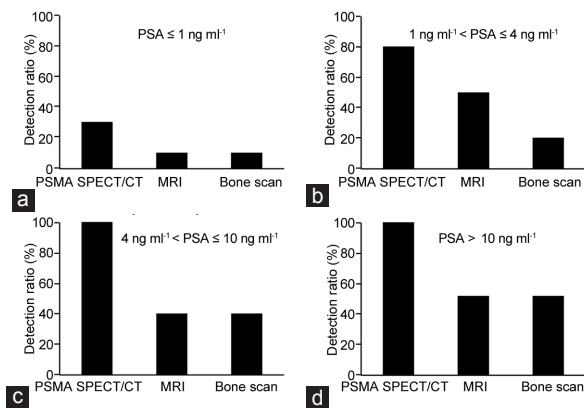 PSA ≤ 1 ng ml⁻¹
Detection ratio (%)
100
80
60
40
20
0
PSMA SPECT/CT MRI Bone scan
a
1 ng ml⁻¹ < PSA ≤ 4 ng ml⁻¹
Detection ratio (%)
100
80
60
40
20
0
PSMA SPECT/CT MRI Bone scan
b
4 ng ml⁻¹ < PSA ≤ 10 ng ml⁻¹
Detection ratio (%)
100
80
60
40
20
0
PSMA SPECT/CT MRI Bone scan
c
PSA > 10 ng ml⁻¹
Detection ratio (%)
100
80
60
40
20
0
PSMA SPECT/CT MRI Bone scan
d